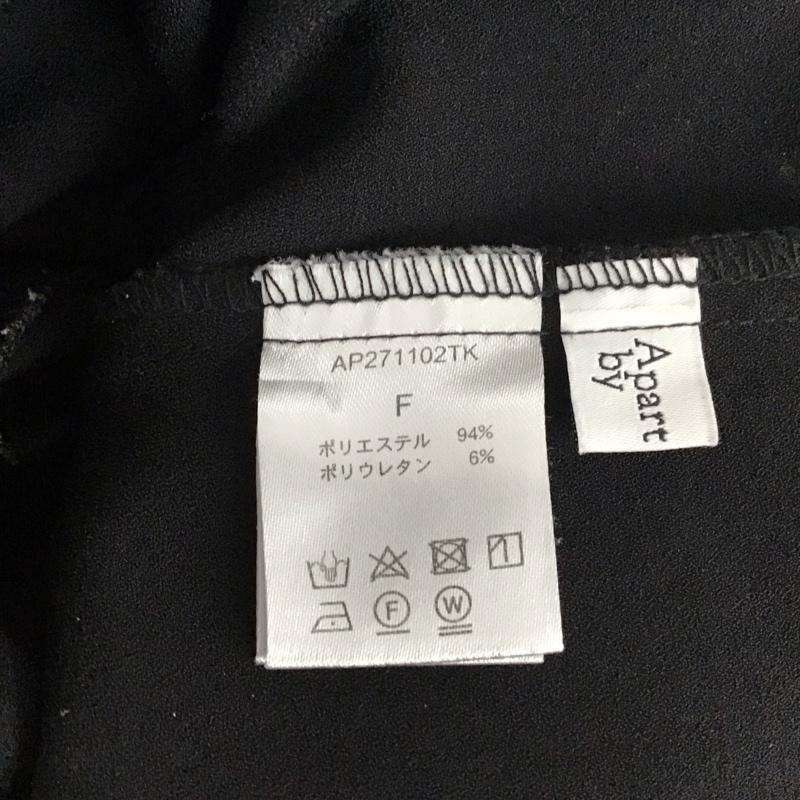 AP271102TK
F
ポリエステル 94%
ポリウレタン 6%
F W
Apart
by